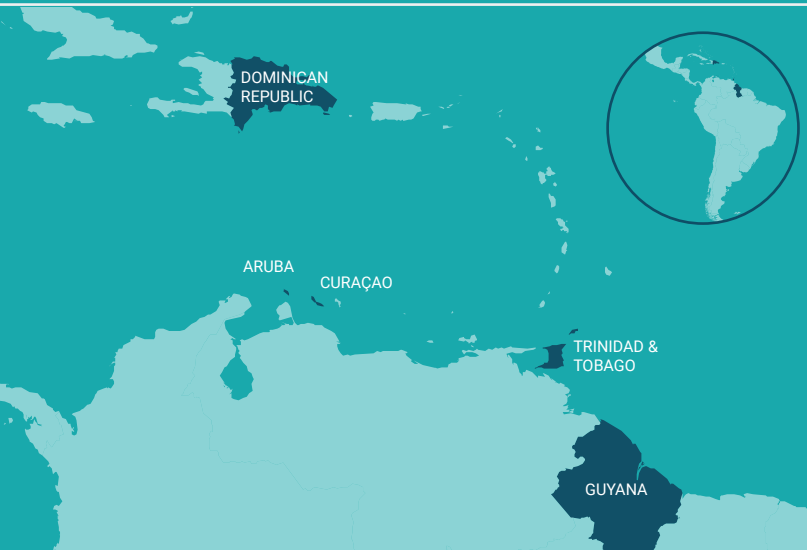 DOMINICAN
REPUBLIC
ARUBA
CURAÇAO
TRINIDAD &
TOBAGO
GUYANA